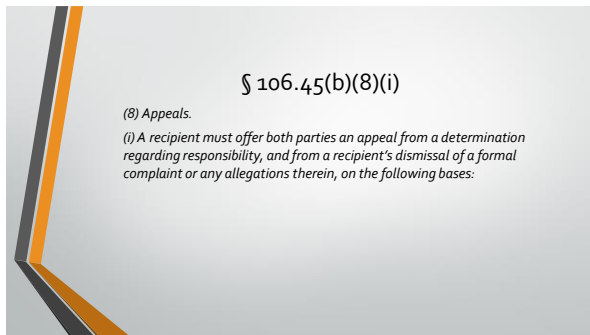 § 106.45(b)(8)(i)
(8) Appeals.
(i) A recipient must offer both parties an appeal from a determination
regarding responsibility, and from a recipient’s dismissal of a formal
complaint or any allegations therein, on the following bases: